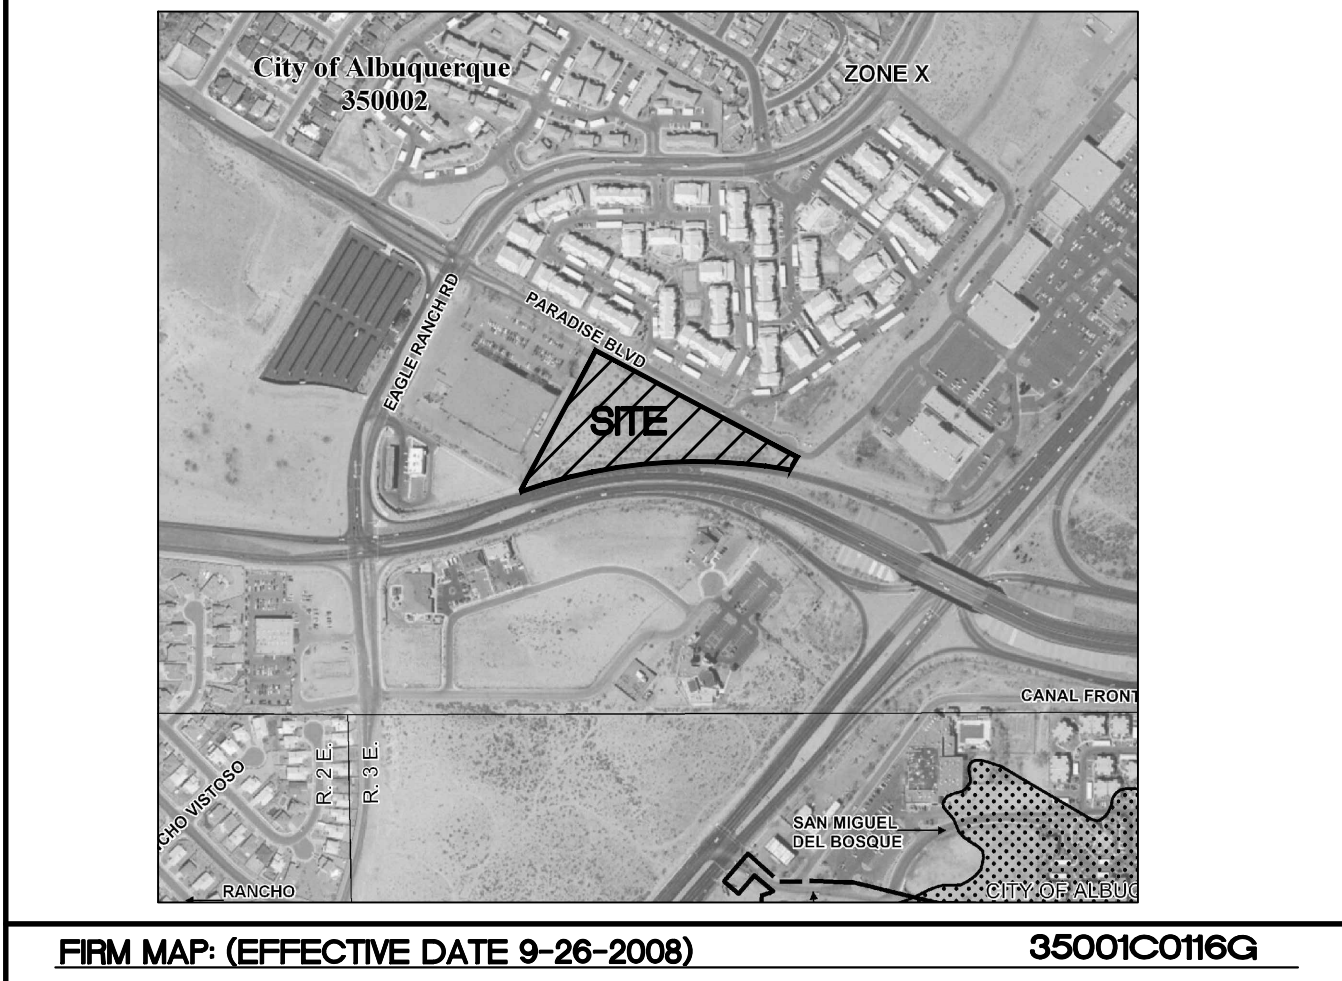 City of Albuquerque
350002
ZONE X
EAGLE RANCH RD
PARADISE BLVD
SITE
CANAL FRONT
R. 2 E.
R. 3 E.
CHO VISTOSO
SAN MIGUEL
DEL BOSQUE
RANCHO
CITY OF ALBUQ
FIRM MAP: (EFFECTIVE DATE 9-26-2008)
35001C0116G